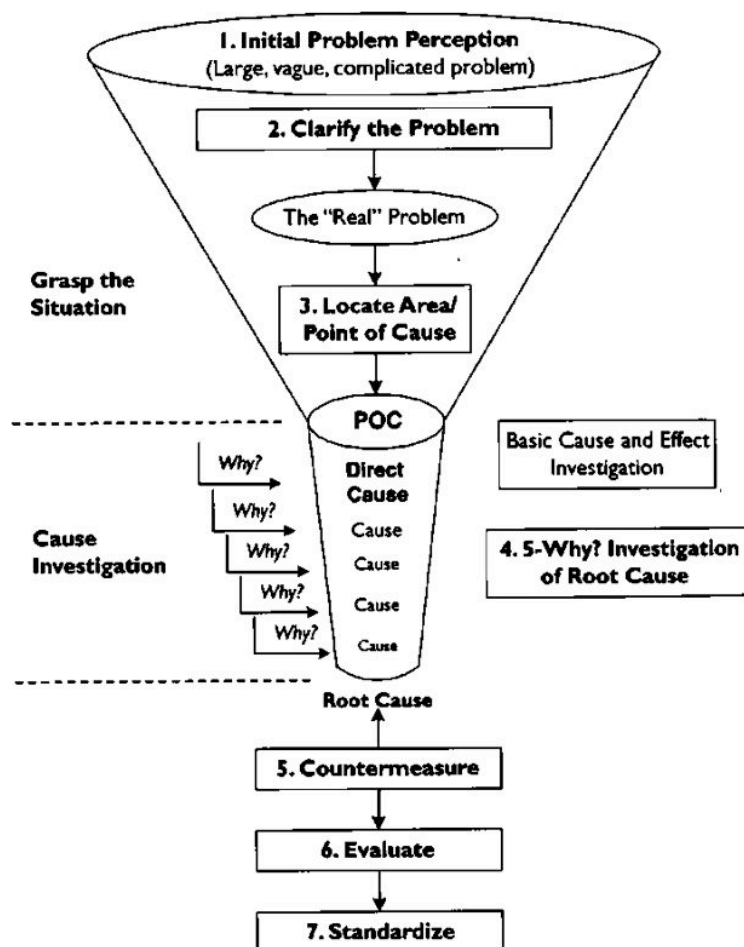 1. Initial Problem Perception
(Large, vague, complicated problem)
2. Clarify the Problem
The "Real" Problem
Grasp the
Situation
3. Locate Area/
Point of Cause
POC
Basic Cause and Effect
Investigation
Direct
Cause
Why?
Why?
Why?
Why?
Why?
Cause
Cause
Cause
Cause
Cause
Investigation
4. 5-Why? Investigation
of Root Cause
Root Cause
5. Countermeasure
6. Evaluate
7. Standardize